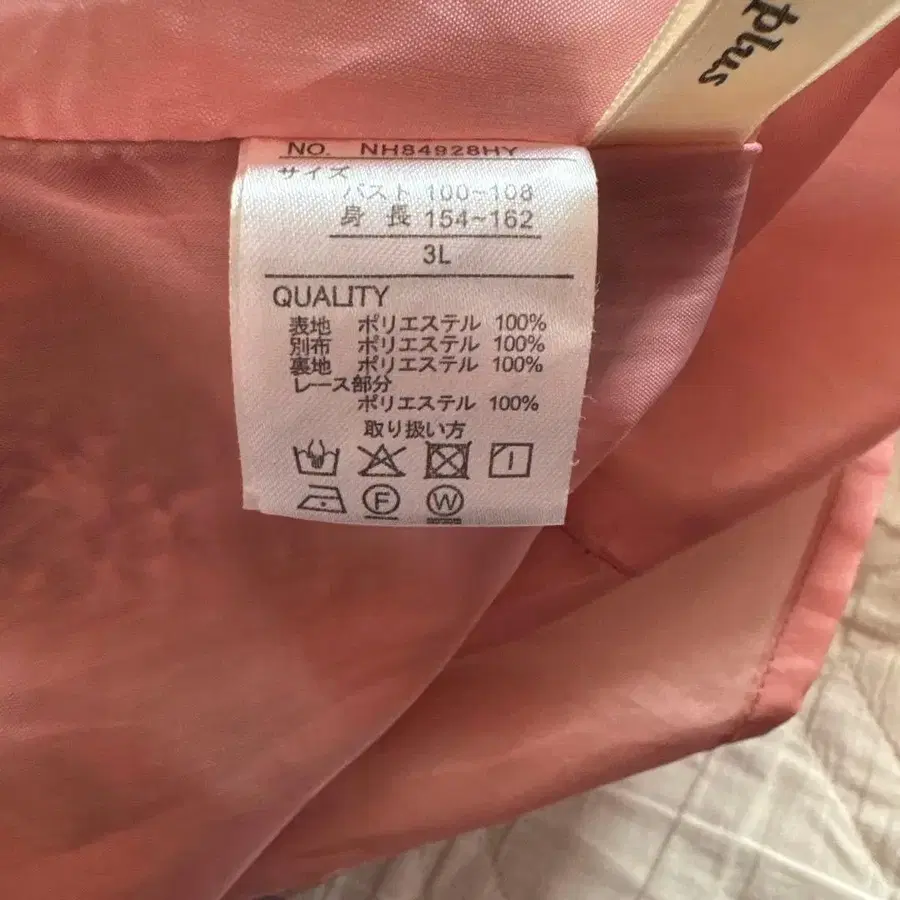 plus
NO. NH84928HY
サイズ
バスト 100~108
身 長 154~162
3L
QUALITY
表地 ポリエステル 100%
別布 ポリエステル 100%
裏地 ポリエステル 100%
レース部分
ポリエステル 100%
取り扱い方
F W